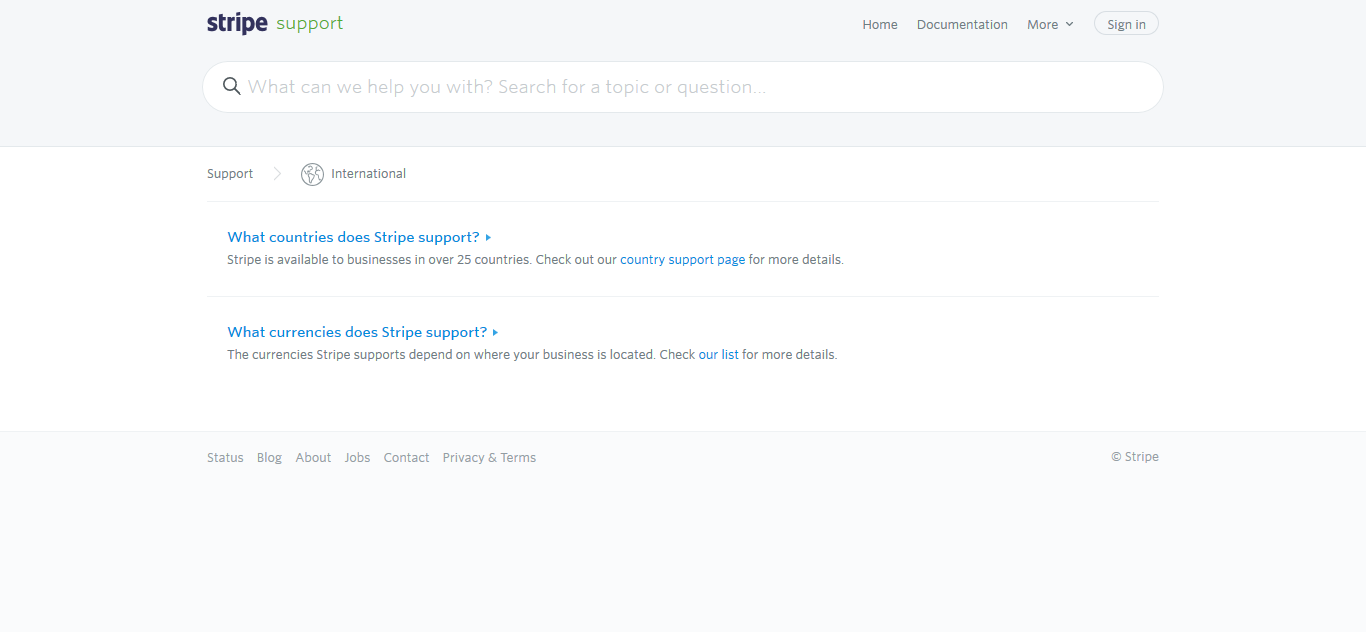 stripe support
Home Documentation More Sign in
What can we help you with? Search for a topic or question...
Support International
What countries does Stripe support?
Stripe is available to businesses in over 25 countries. Check out our country support page for more details.
What currencies does Stripe support?
The currencies Stripe supports depend on where your business is located. Check our list for more details.
Status Blog About Jobs Contact Privacy & Terms © Stripe